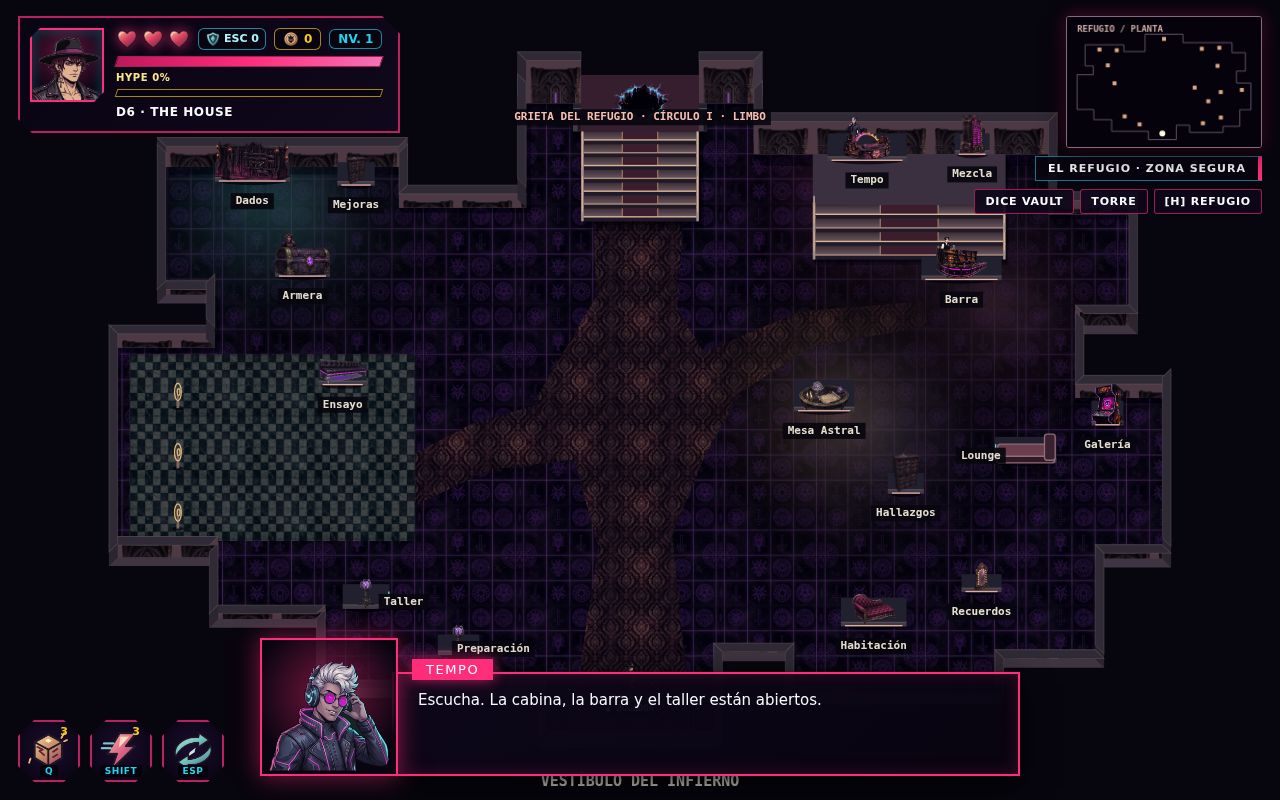 ESC 0
0
NV. 1
HYPE 0%
D6 · THE HOUSE
REFUGIO / PLANTA
GRIETA DEL REFUGIO · CÍRCULO I · LIMBO
EL REFUGIO · ZONA SEGURA
DICE VAULT
TORRE
[H] REFUGIO
Tempo
Mezcla
Dados
Mejoras
Armera
Barra
Ensayo
Mesa Astral
Galería
Lounge
Hallazgos
Taller
Recuerdos
Preparación
Habitación
TEMPO
Escucha. La cabina, la barra y el taller están abiertos.
3
Q
3
SHIFT
ESP
VESTÍBULO DEL INFIERNO